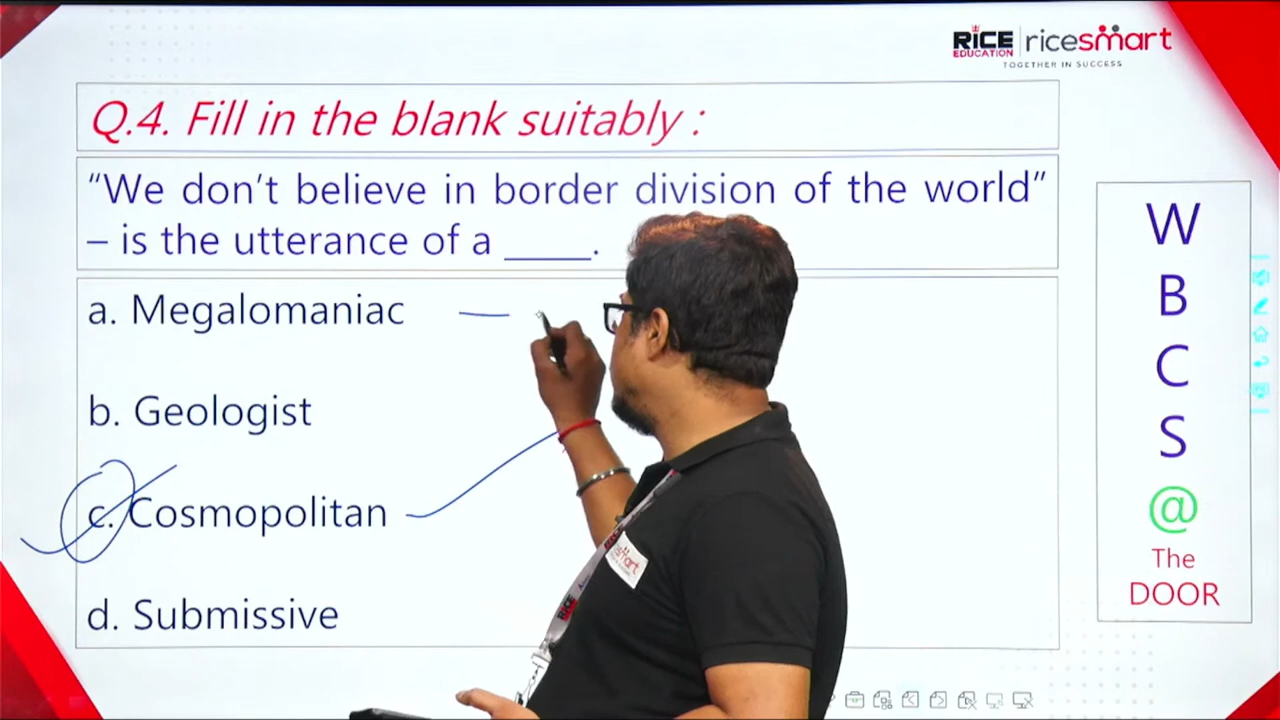 RICE
EDUCATION
ricesmart
TOGETHER IN SUCCESS
Q.4. Fill in the blank suitably :
“We don’t believe in border division of the world”
– is the utterance of a _____.
a. Megalomaniac
b. Geologist
c. Cosmopolitan
d. Submissive
W
B
C
S
@
The
DOOR
RICE